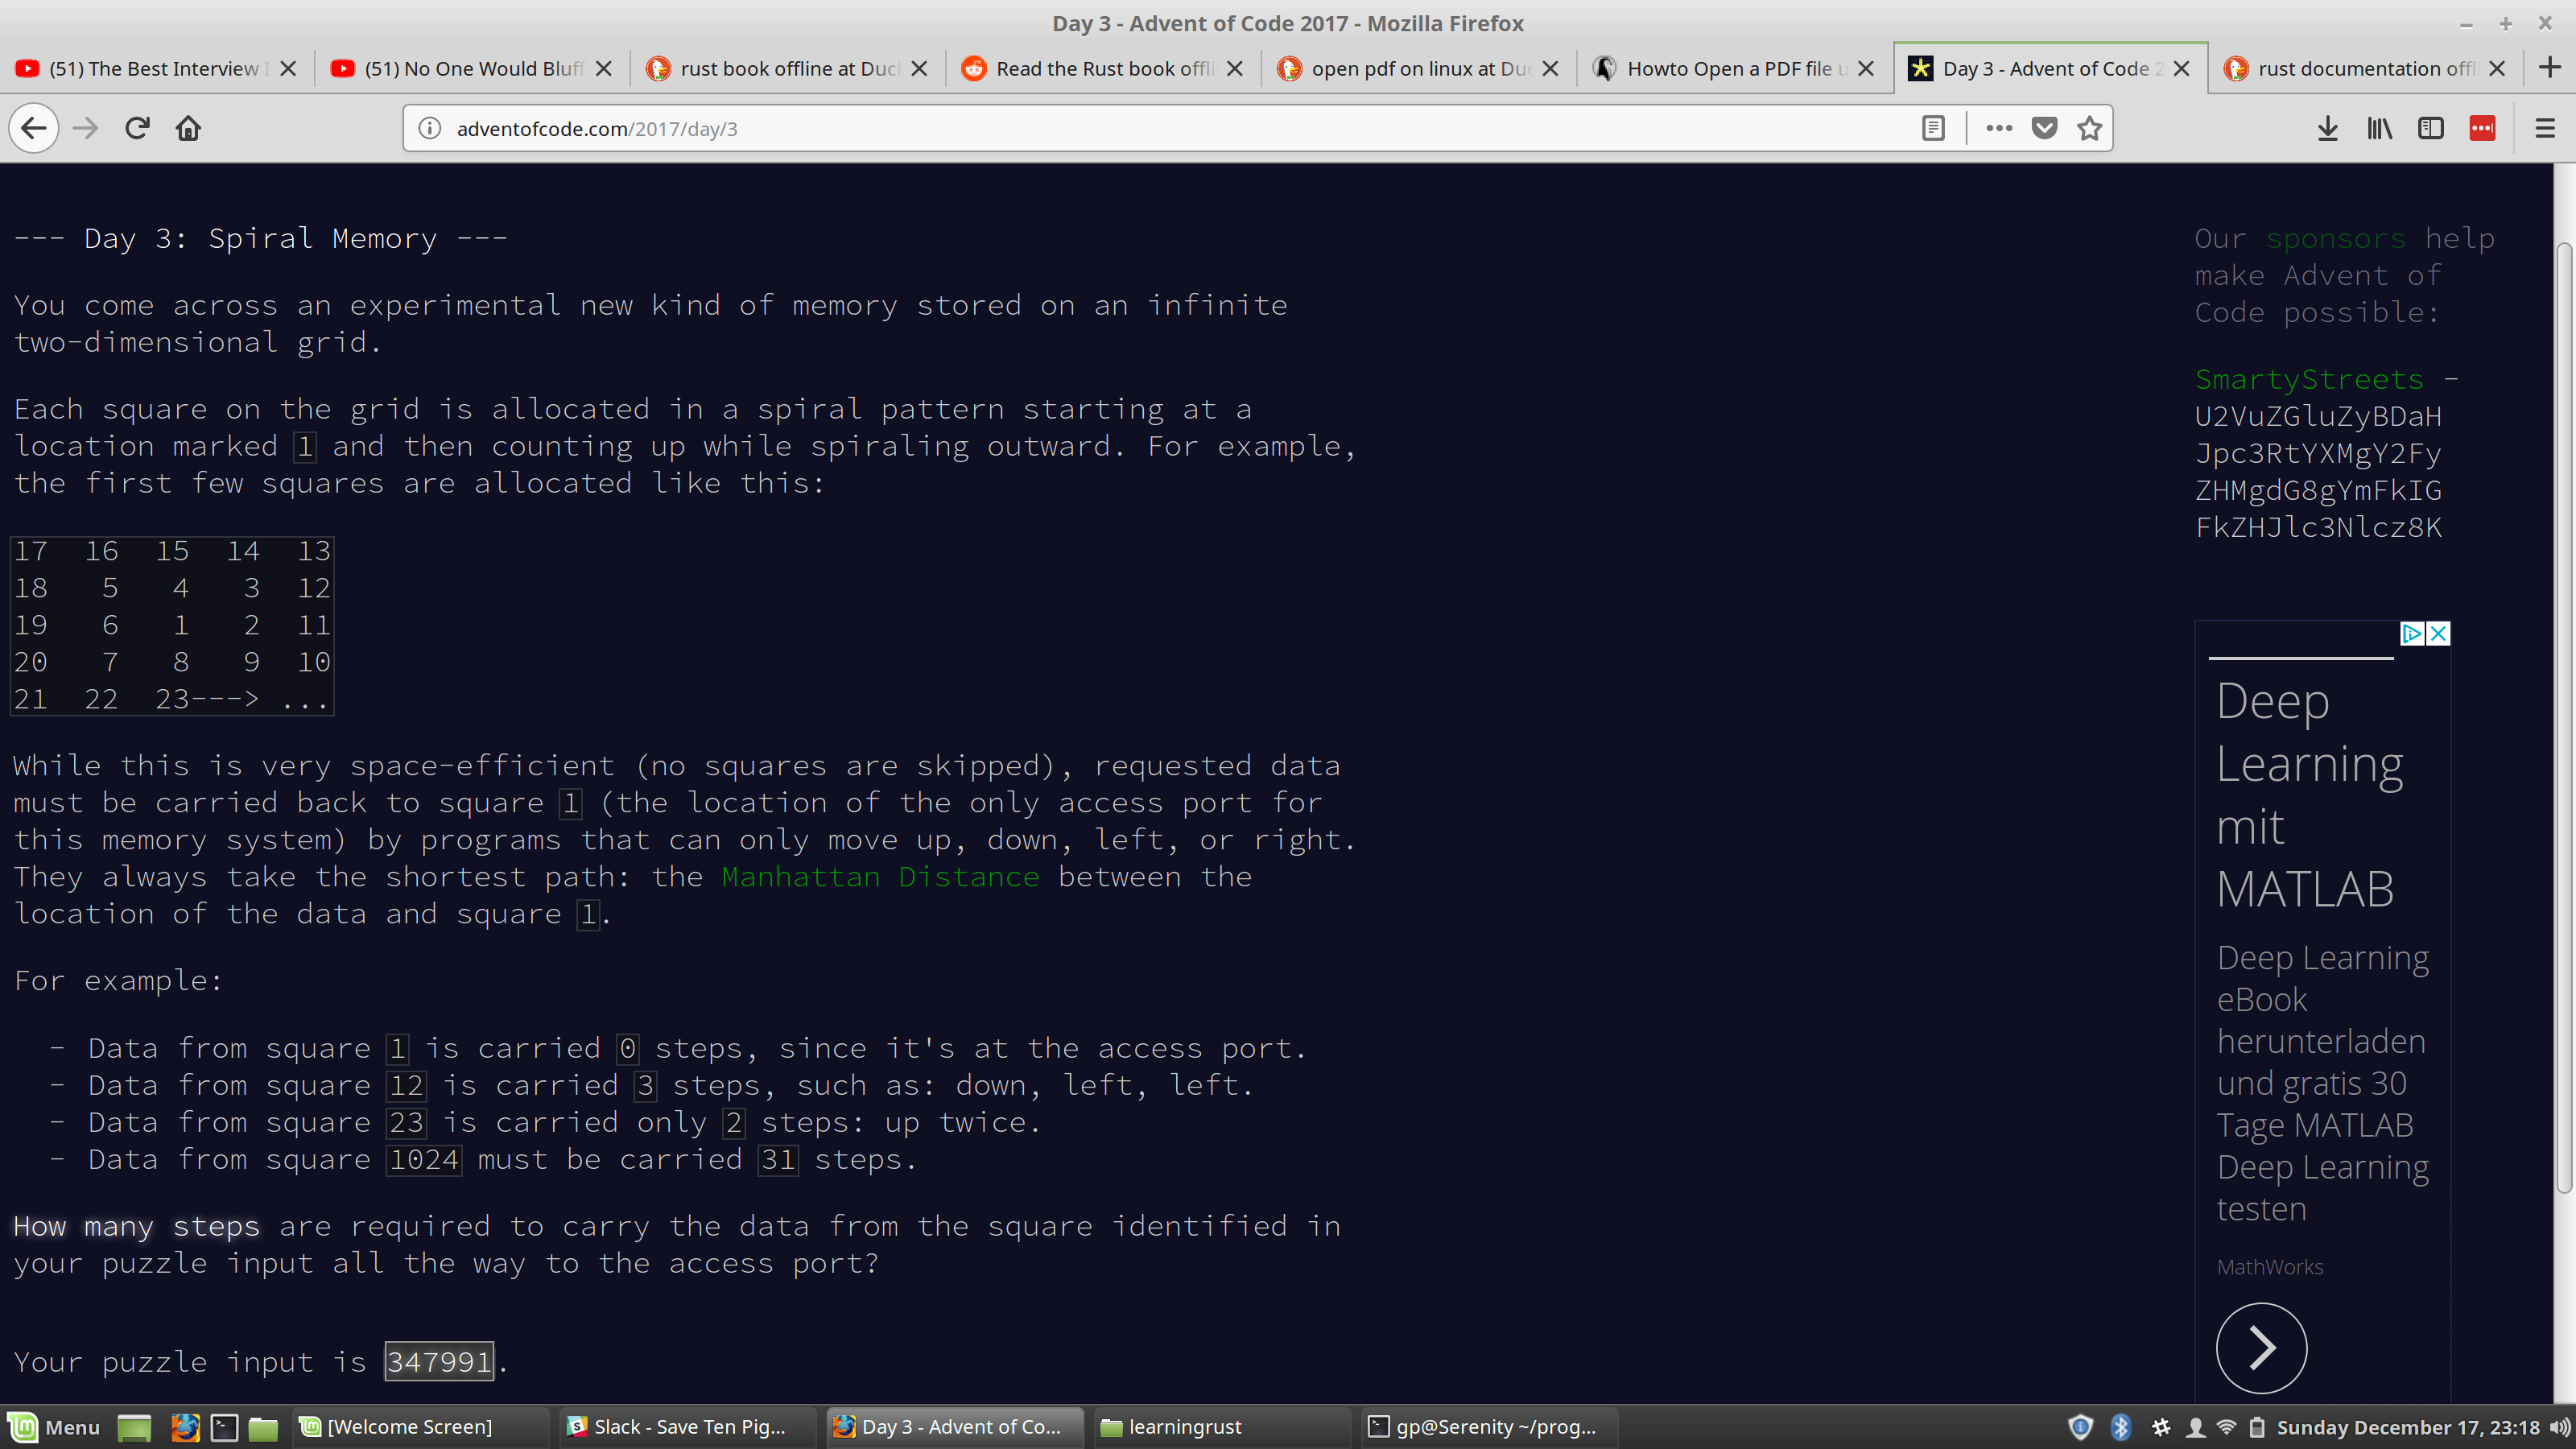 Day 3 - Advent of Code 2017 - Mozilla Firefox
(51) The Best Interview
(51) No One Would Bluff
rust book offline at Duc
Read the Rust book offli
open pdf on linux at Duc
Howto Open a PDF file u
Day 3 - Advent of Code 2
rust documentation offl
adventofcode.com/2017/day/3
--- Day 3: Spiral Memory ---
You come across an experimental new kind of memory stored on an infinite
two-dimensional grid.
Each square on the grid is allocated in a spiral pattern starting at a
location marked 1 and then counting up while spiraling outward. For example,
the first few squares are allocated like this:
17 16 15 14 13
18 5 4 3 12
19 6 1 2 11
20 7 8 9 10
21 22 23---> ...
While this is very space-efficient (no squares are skipped), requested data
must be carried back to square 1 (the location of the only access port for
this memory system) by programs that can only move up, down, left, or right.
They always take the shortest path: the Manhattan Distance between the
location of the data and square 1.
For example:
- Data from square 1 is carried 0 steps, since it's at the access port.
- Data from square 12 is carried 3 steps, such as: down, left, left.
- Data from square 23 is carried only 2 steps: up twice.
- Data from square 1024 must be carried 31 steps.
How many steps are required to carry the data from the square identified in
your puzzle input all the way to the access port?
Your puzzle input is 347991.
Our sponsors help
make Advent of
Code possible:
SmartyStreets -
U2VuZGluZyBDaH
Jpc3RtYXMgY2Fy
ZHMgdG8gYmFkIG
FkZHJlc3Nlcz8K
Deep
Learning
mit
MATLAB
Deep Learning
eBook
herunterladen
und gratis 30
Tage MATLAB
Deep Learning
testen
MathWorks
Menu
[Welcome Screen]
Slack - Save Ten Pig...
Day 3 - Advent of Co...
learningrust
gp@Serenity ~/prog...
Sunday December 17, 23:18